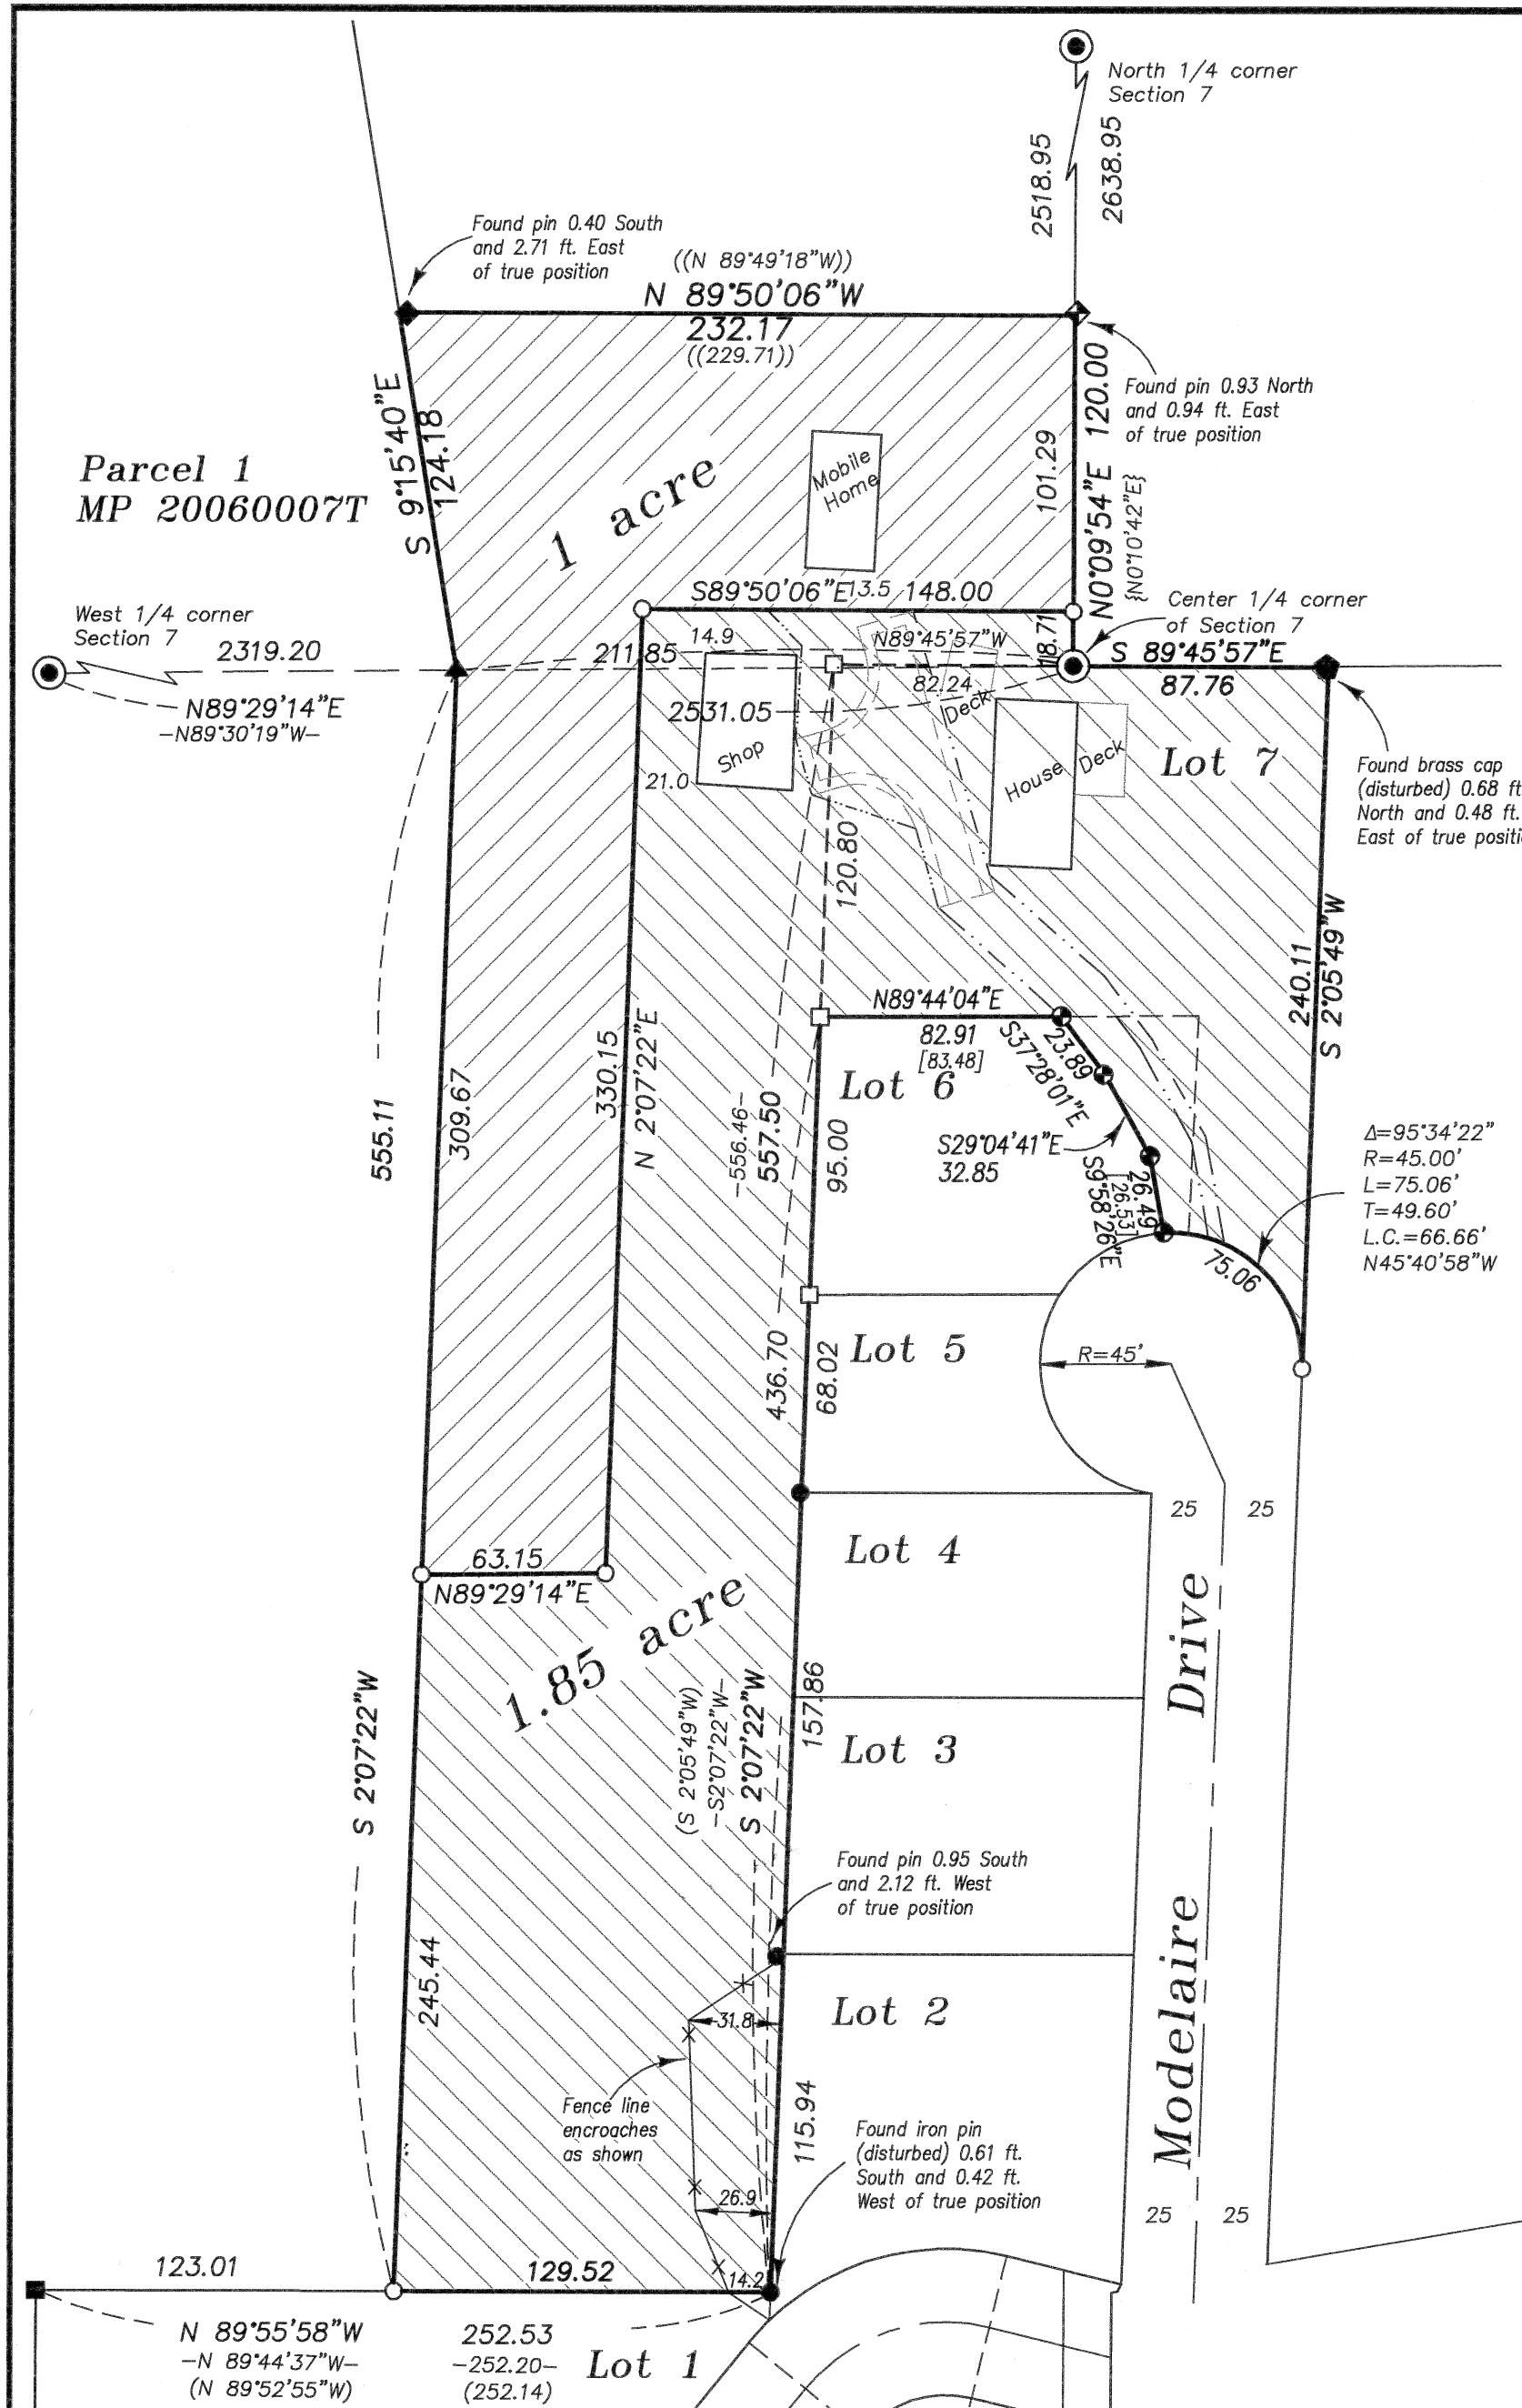 North 1/4 corner
Section 7
2518.95
2638.95
Found pin 0.40 South
and 2.71 ft. East
of true position
((N 89°49'18"W))
N 89°50'06"W
232.17
((229.71))
Found pin 0.93 North
and 0.94 ft. East
of true position
S 9°15'40"E
124.18
Parcel 1
MP 20060007T
1 acre
Mobile
Home
101.29
N0°09'54"E 120.00
{N0°10'42"E}
S89°50'06"E
13.5
148.00
Center 1/4 corner
of Section 7
West 1/4 corner
Section 7
2319.20
N89°29'14"E
-N89°30'19"W-
211.85
14.9
N89°45'57"W
18.71
S 89°45'57"E
87.76
82.24
2531.05
Deck
Shop
21.0
House
Deck
Lot 7
Found brass cap
(disturbed) 0.68 ft
North and 0.48 ft.
East of true positi
120.80
240.11
S 2°05'49"W
N89°44'04"E
82.91
[83.48]
23.89
S37°28'01"E
Lot 6
555.11
309.67
330.15
N 2°07'22"E
-556.46-
557.50
95.00
S29°04'41"E
32.85
26.49
[26.53]
S9°58'26"E
Δ=95°34'22"
R=45.00'
L=75.06'
T=49.60'
L.C.=66.66'
N45°40'58"W
75.06
436.70
68.02
Lot 5
R=45'
25
25
63.15
N89°29'14"E
Lot 4
1.85 acre
S 2°07'22"W
(S 2°05'49"W)
-S2°07'22"W-
S 2°07'22"W
157.86
Lot 3
Modelaire Drive
Found pin 0.95 South
and 2.12 ft. West
of true position
245.44
31.8
Lot 2
Fence line
encroaches
as shown
115.94
Found iron pin
(disturbed) 0.61 ft.
South and 0.42 ft.
West of true position
26.9
25
25
123.01
129.52
14.2
N 89°55'58"W
252.53
-N 89°44'37"W-
-252.20-
Lot 1
(N 89°52'55"W)
(252.14)